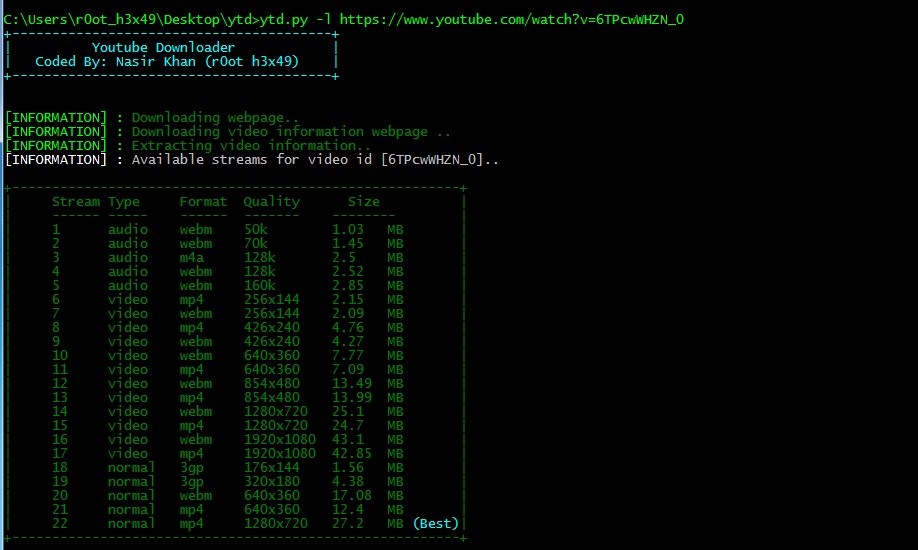 C:\Users\r0ot_h3x49\Desktop\ytd>ytd.py -l https://www.youtube.com/watch?v=6TPcwWHZN_0
+----------------------------------------+
|          Youtube Downloader            |
|   Coded By: Nasir Khan (r0ot h3x49)    |
+----------------------------------------+
[INFORMATION] : Downloading webpage..
[INFORMATION] : Downloading video information webpage ..
[INFORMATION] : Extracting video information..
[INFORMATION] : Available streams for video id [6TPcwWHZN_0]..
+--------------------------------------------------------+
|     Stream Type     Format  Quality      Size          |
|     ------ -----    ------  -------    --------        |
|     1      audio    webm    50k        1.03   MB       |
|     2      audio    webm    70k        1.45   MB       |
|     3      audio    m4a     128k       2.5    MB       |
|     4      audio    webm    128k       2.52   MB       |
|     5      audio    webm    160k       2.85   MB       |
|     6      video    mp4     256x144    2.15   MB       |
|     7      video    webm    256x144    2.09   MB       |
|     8      video    mp4     426x240    4.76   MB       |
|     9      video    webm    426x240    4.27   MB       |
|     10     video    webm    640x360    7.77   MB       |
|     11     video    mp4     640x360    7.09   MB       |
|     12     video    webm    854x480    13.49  MB       |
|     13     video    mp4     854x480    13.99  MB       |
|     14     video    webm    1280x720   25.1   MB       |
|     15     video    mp4     1280x720   24.7   MB       |
|     16     video    webm    1920x1080  43.1   MB       |
|     17     video    mp4     1920x1080  42.85  MB       |
|     18     normal   3gp     176x144    1.56   MB       |
|     19     normal   3gp     320x180    4.38   MB       |
|     20     normal   webm    640x360    17.08  MB       |
|     21     normal   mp4     640x360    12.4   MB       |
|     22     normal   mp4     1280x720   27.2   MB (Best)|
+--------------------------------------------------------+